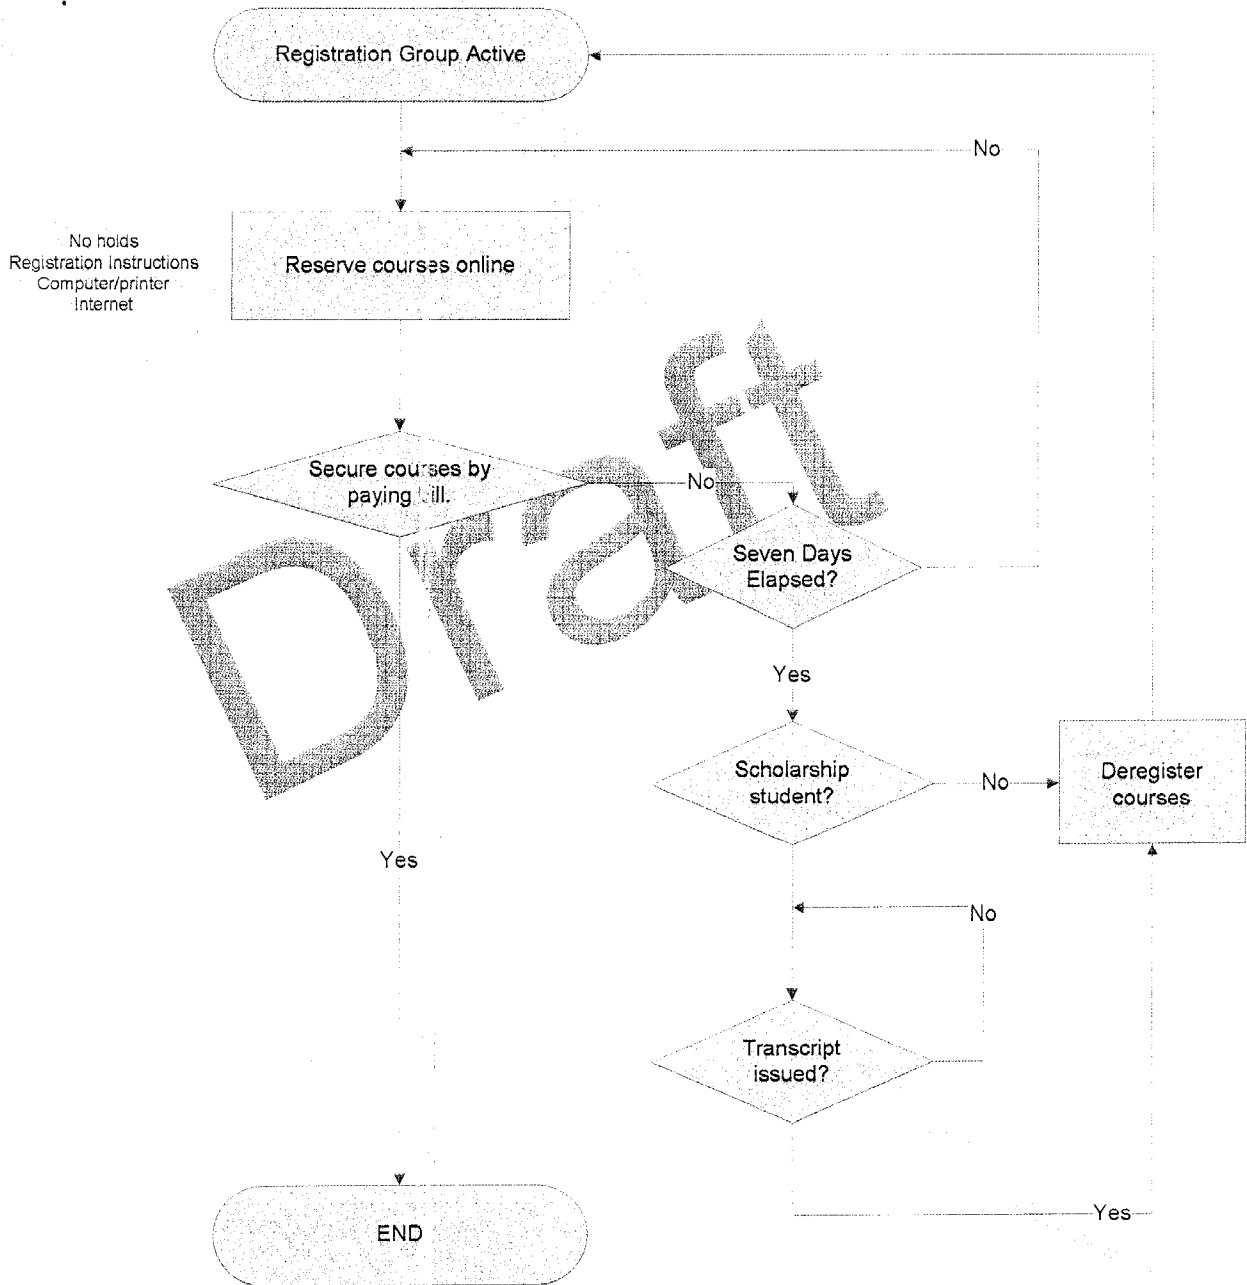 Registration Group Active
No
No holds
Registration Instructions
Computer/printer
Internet
Reserve courses online
Draft
Secure courses by
paying bill.
No
Seven Days
Elapsed?
Yes
Scholarship
student?
No
Deregister
courses
Yes
No
Transcript
issued?
Yes
END